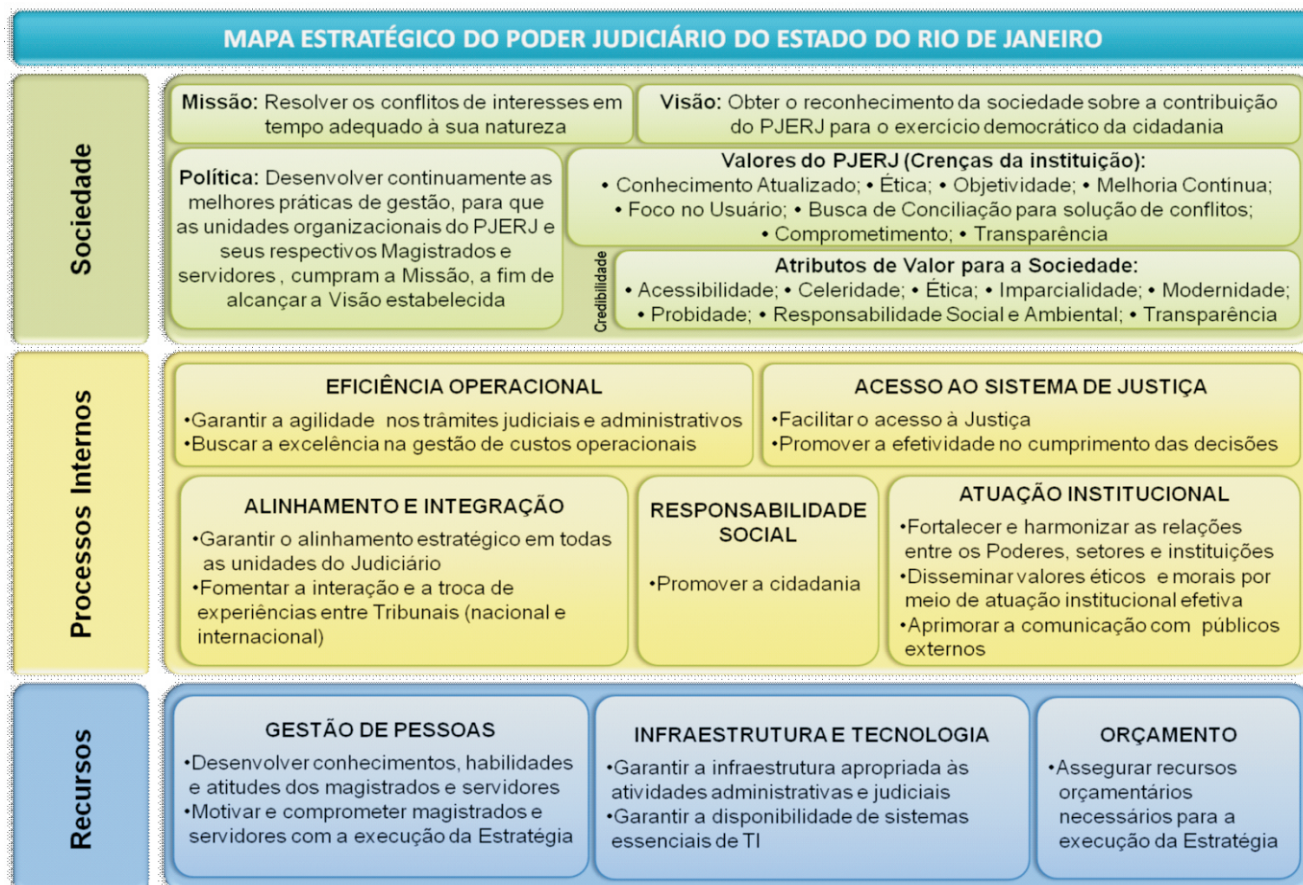 MAPA ESTRATÉGICO DO PODER JUDICIÁRIO DO ESTADO DO RIO DE JANEIRO
Sociedade
Missão: Resolver os conflitos de interesses em
tempo adequado à sua natureza
Visão: Obter o reconhecimento da sociedade sobre a contribuição
do PJERJ para o exercício democrático da cidadania
Política: Desenvolver continuamente as
melhores práticas de gestão, para que
as unidades organizacionais do PJERJ e
seus respectivos Magistrados e
servidores , cumpram a Missão, a fim de
alcançar a Visão estabelecida
Valores do PJERJ (Crenças da instituição):
• Conhecimento Atualizado; • Ética; • Objetividade; • Melhoria Contínua;
• Foco no Usuário; • Busca de Conciliação para solução de conflitos;
• Comprometimento; • Transparência
Credibilidade
Atributos de Valor para a Sociedade:
• Acessibilidade; • Celeridade; • Ética; • Imparcialidade; • Modernidade;
• Probidade; • Responsabilidade Social e Ambiental; • Transparência
Processos Internos
EFICIÊNCIA OPERACIONAL
•Garantir a agilidade nos trâmites judiciais e administrativos
•Buscar a excelência na gestão de custos operacionais
ACESSO AO SISTEMA DE JUSTIÇA
•Facilitar o acesso à Justiça
•Promover a efetividade no cumprimento das decisões
ALINHAMENTO E INTEGRAÇÃO
•Garantir o alinhamento estratégico em todas
as unidades do Judiciário
•Fomentar a interação e a troca de
experiências entre Tribunais (nacional e
internacional)
RESPONSABILIDADE
SOCIAL
•Promover a cidadania
ATUAÇÃO INSTITUCIONAL
•Fortalecer e harmonizar as relações
entre os Poderes, setores e instituições
•Disseminar valores éticos e morais por
meio de atuação institucional efetiva
•Aprimorar a comunicação com públicos
externos
Recursos
GESTÃO DE PESSOAS
•Desenvolver conhecimentos, habilidades
e atitudes dos magistrados e servidores
•Motivar e comprometer magistrados e
servidores com a execução da Estratégia
INFRAESTRUTURA E TECNOLOGIA
•Garantir a infraestrutura apropriada às
atividades administrativas e judiciais
•Garantir a disponibilidade de sistemas
essenciais de TI
ORÇAMENTO
•Assegurar recursos
orçamentários
necessários para a
execução da Estratégia